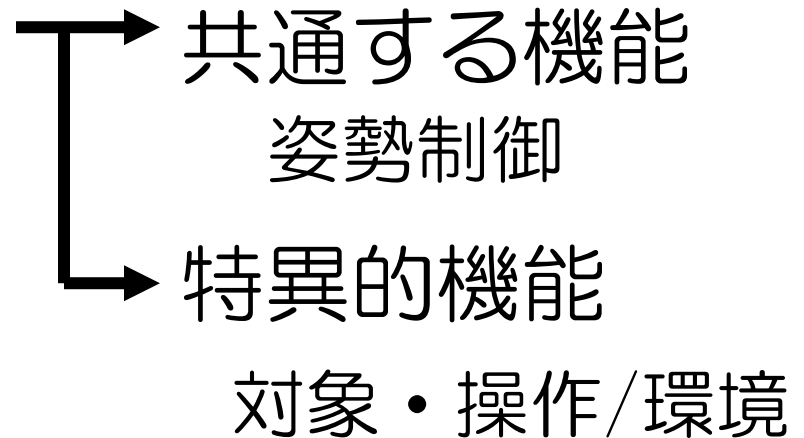 共通する機能
姿勢制御
特異的機能
対象・操作/環境